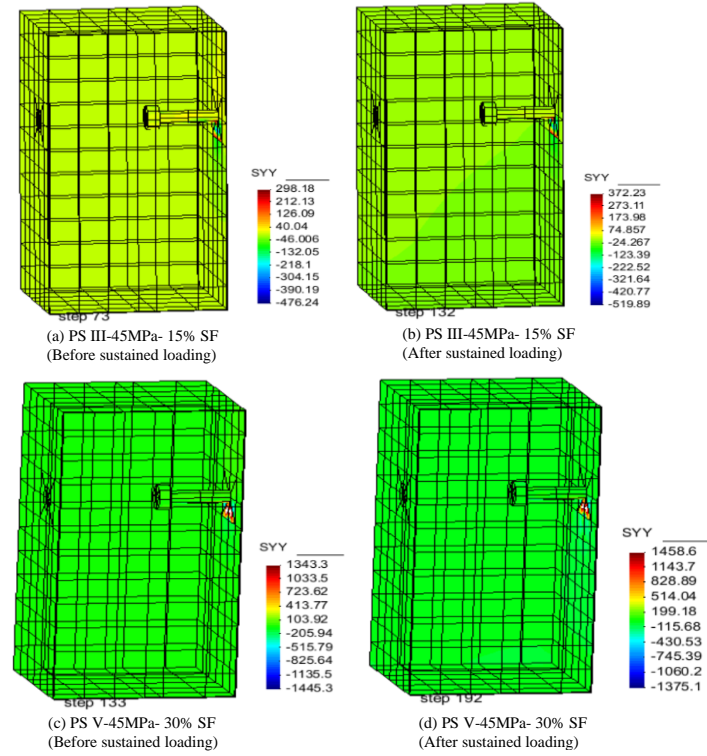 SYY
298.18
212.13
126.09
40.04
-46.006
-132.05
-218.1
-304.15
-390.19
-476.24
step 73
(a) PS III-45MPa- 15% SF
(Before sustained loading)
SYY
372.23
273.11
173.98
74.857
-24.267
-123.39
-222.52
-321.64
-420.77
-519.89
step 132
(b) PS III-45MPa- 15% SF
(After sustained loading)
SYY
1343.3
1033.5
723.62
413.77
103.92
-205.94
-515.79
-825.64
-1135.5
-1445.3
step 133
(c) PS V-45MPa- 30% SF
(Before sustained loading)
SYY
1458.6
1143.7
828.89
514.04
199.18
-115.68
-430.53
-745.39
-1060.2
-1375.1
step 192
(d) PS V-45MPa- 30% SF
(After sustained loading)